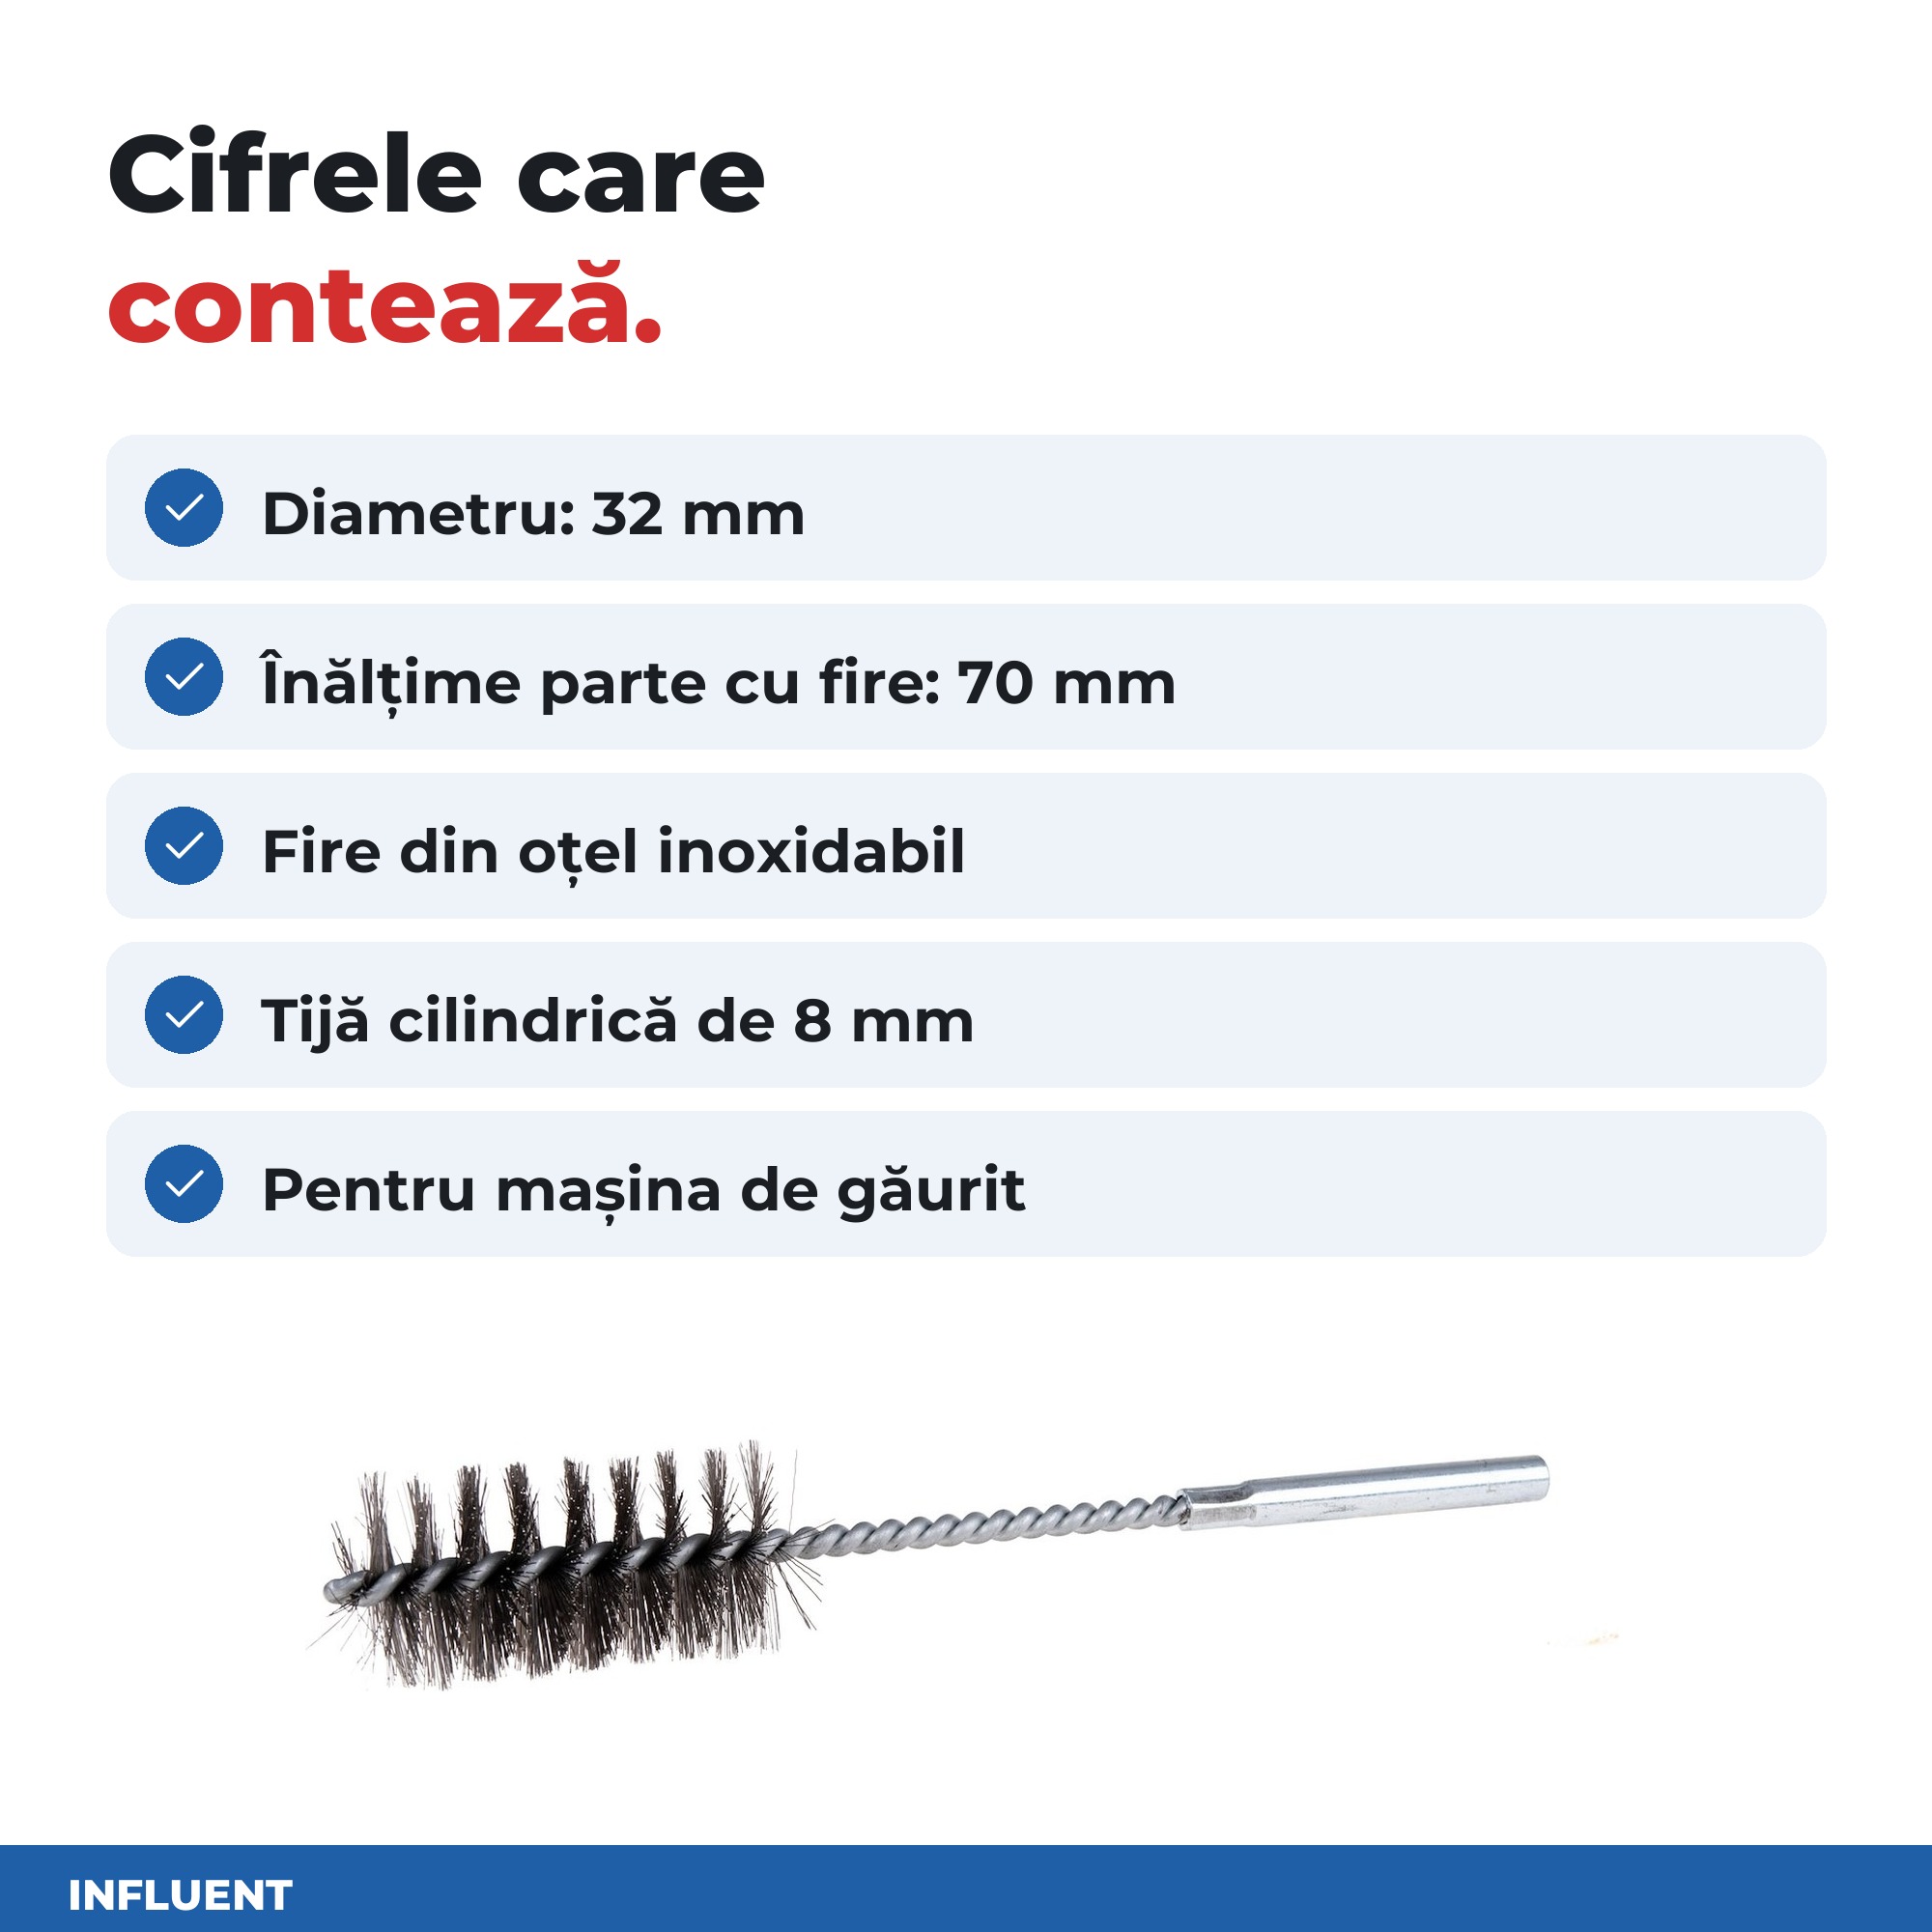 Cifrele care
contează.
Diametru: 32 mm
Înălțime parte cu fire: 70 mm
Fire din oțel inoxidabil
Tijă cilindrică de 8 mm
Pentru mașina de găurit
INFLUENT